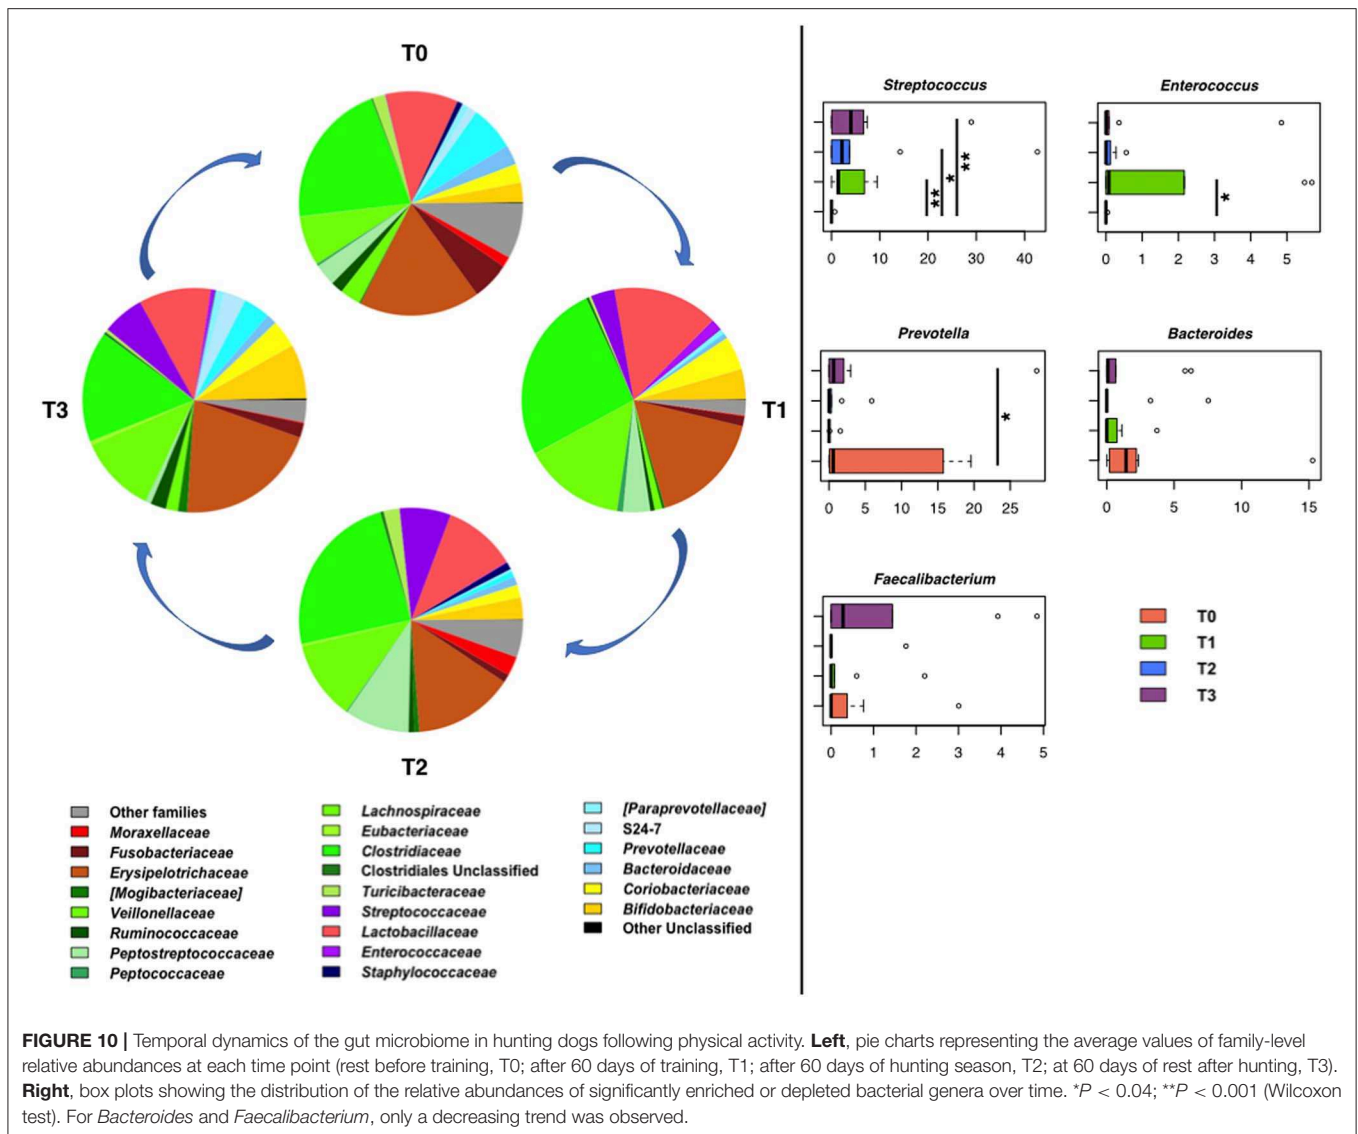 T0
T1
T2
T3
Other families
Moraxellaceae
Fusobacteriaceae
Erysipelotrichaceae
[Mogibacteriaceae]
Veillonellaceae
Ruminococcaceae
Peptostreptococcaceae
Peptococcaceae
Lachnospiraceae
Eubacteriaceae
Clostridiaceae
Clostridiales Unclassified
Turicibacteraceae
Streptococcaceae
Lactobacillaceae
Enterococcaceae
Staphylococcaceae
[Paraprevotellaceae]
S24-7
Prevotellaceae
Bacteroidaceae
Coriobacteriaceae
Bifidobacteriaceae
Other Unclassified
Streptococcus
**
*
**
0 10 20 30 40
Enterococcus
*
0 1 2 3 4 5
Prevotella
*
0 5 10 15 20 25
Bacteroides
0 5 10 15
Faecalibacterium
0 1 2 3 4 5
T0
T1
T2
T3
FIGURE 10 | Temporal dynamics of the gut microbiome in hunting dogs following physical activity. Left, pie charts representing the average values of family-level
relative abundances at each time point (rest before training, T0; after 60 days of training, T1; after 60 days of hunting season, T2; at 60 days of rest after hunting, T3).
Right, box plots showing the distribution of the relative abundances of significantly enriched or depleted bacterial genera over time. *P < 0.04; **P < 0.001 (Wilcoxon
test). For Bacteroides and Faecalibacterium, only a decreasing trend was observed.